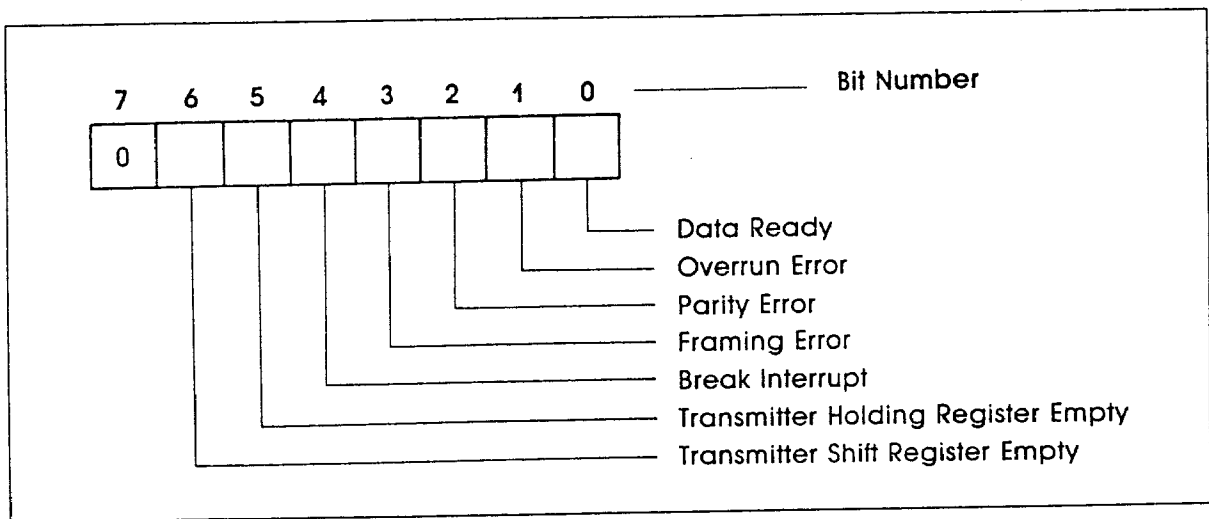 7 6 5 4 3 2 1 0 Bit Number
0
Data Ready
Overrun Error
Parity Error
Framing Error
Break Interrupt
Transmitter Holding Register Empty
Transmitter Shift Register Empty